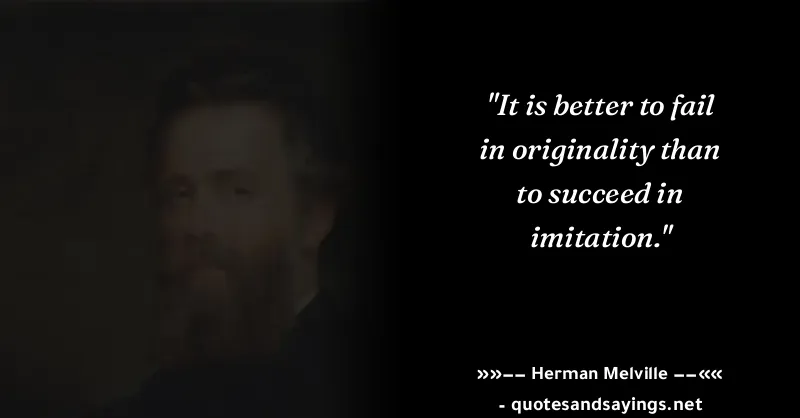 "It is better to fail
in originality than
to succeed in
imitation."
»»–– Herman Melville ––««
- quotesandsayings.net